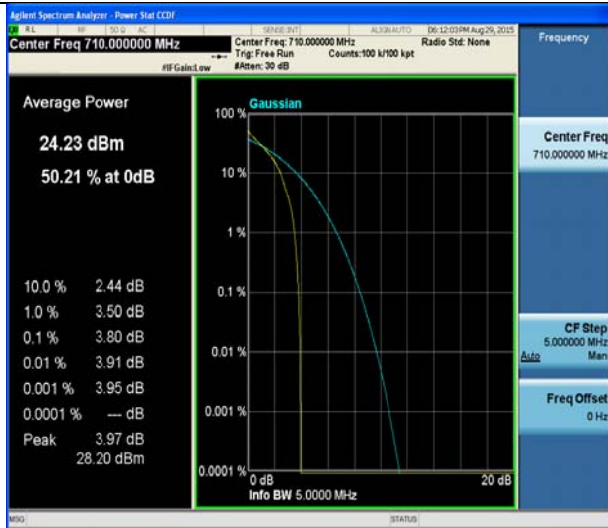 Agilent Spectrum Analyzer - Power Stat CCDF
RL RF 50 Ω AC SENSE:INT ALIGN AUTO 06:12:03 PM Aug 29, 2015
Center Freq 710.000000 MHz Center Freq: 710.000000 MHz Radio Std: None
Trig: Free Run Counts:100 k/100 kpt
#IFGain:Low #Atten: 30 dB
Frequency
Average Power
24.23 dBm
50.21 % at 0dB
10.0 % 2.44 dB
1.0 % 3.50 dB
0.1 % 3.80 dB
0.01 % 3.91 dB
0.001 % 3.95 dB
0.0001 % --- dB
Peak 3.97 dB
28.20 dBm
Gaussian
100 %
10 %
1 %
0.1 %
0.01 %
0.001 %
0.0001 %
0 dB 20 dB
Info BW 5.0000 MHz
Center Freq
710.000000 MHz
CF Step
5.000000 MHz
Auto Man
Freq Offset
0 Hz
MSG STATUS